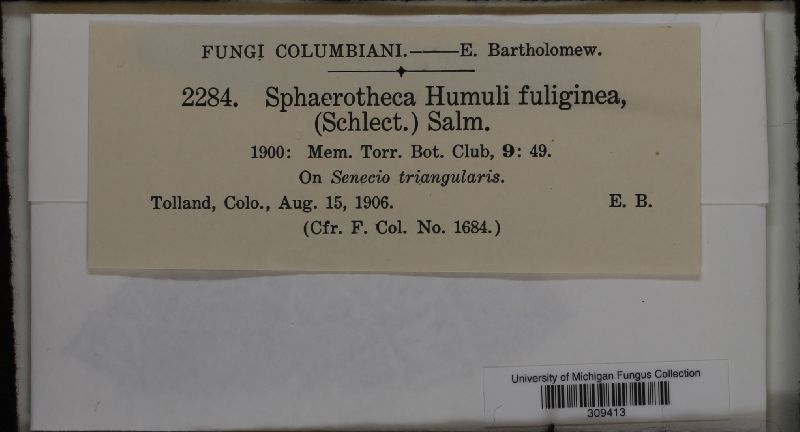 FUNGI COLUMBIANI.——E. Bartholomew.
2284. Sphaerotheca Humuli fuliginea,
(Schlect.) Salm.
1900: Mem. Torr. Bot. Club, 9: 49.
On Senecio triangularis.
Tolland, Colo., Aug. 15, 1906. E. B.
(Cfr. F. Col. No. 1684.)
University of Michigan Fungus Collection
309413